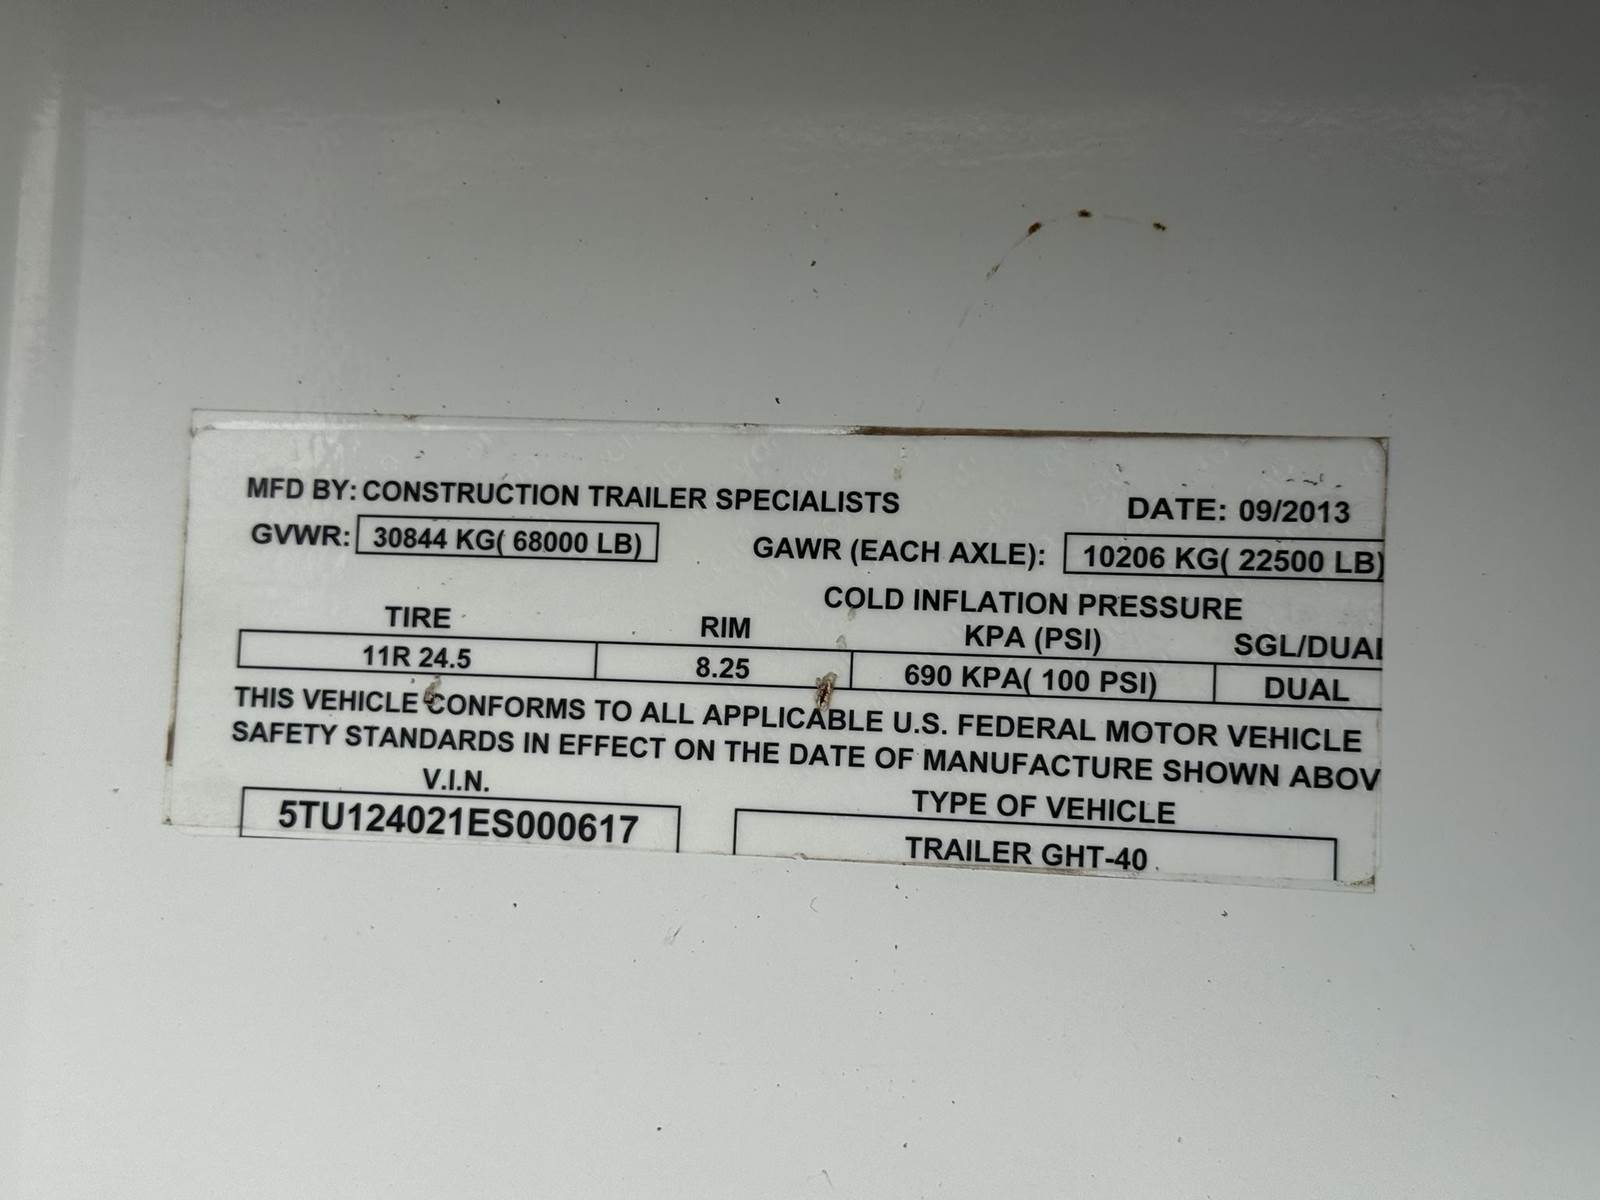 MFD BY: CONSTRUCTION TRAILER SPECIALISTS DATE: 09/2013
GVWR: 30844 KG( 68000 LB) GAWR (EACH AXLE): 10206 KG( 22500 LB)
COLD INFLATION PRESSURE
TIRE RIM KPA (PSI) SGL/DUAL
11R 24.5 8.25 690 KPA( 100 PSI) DUAL
THIS VEHICLE CONFORMS TO ALL APPLICABLE U.S. FEDERAL MOTOR VEHICLE
SAFETY STANDARDS IN EFFECT ON THE DATE OF MANUFACTURE SHOWN ABOV
V.I.N. TYPE OF VEHICLE
5TU124021ES000617 TRAILER GHT-40